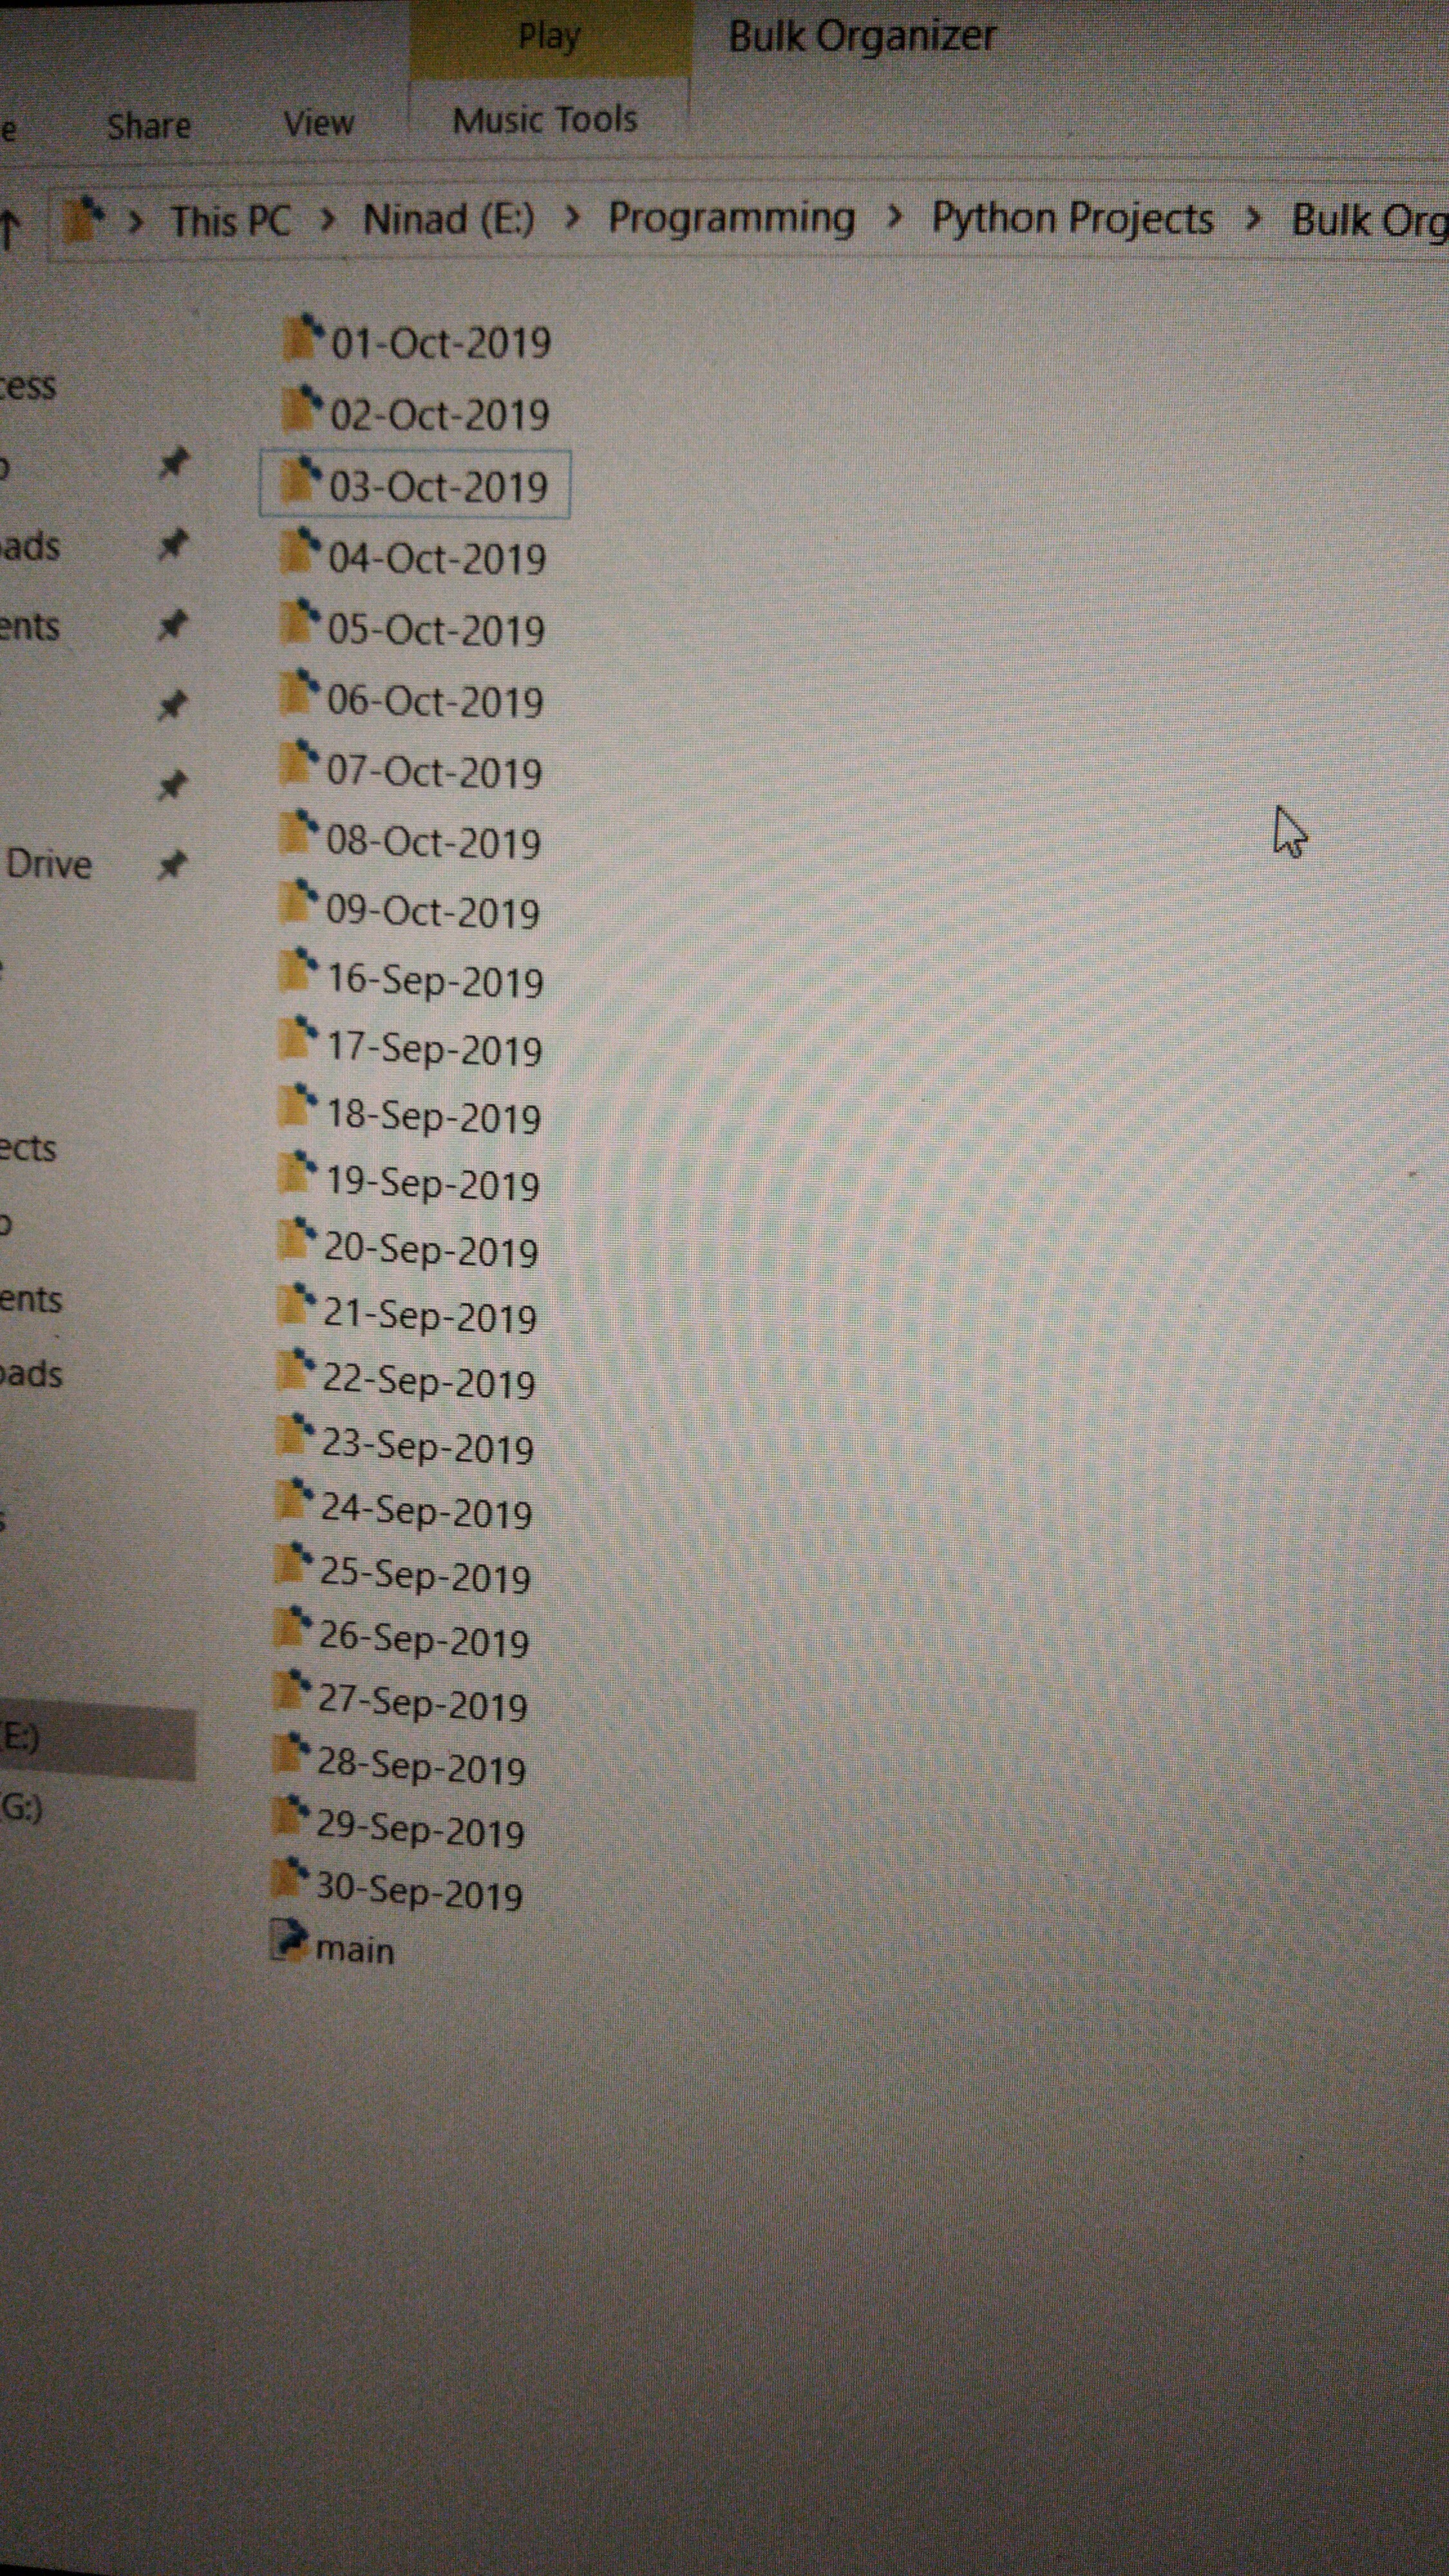 Play
Bulk Organizer
e
Share
View
Music Tools
This PC > Ninad (E:) > Programming > Python Projects > Bulk Org
01-Oct-2019
cess
02-Oct-2019
03-Oct-2019
oads
04-Oct-2019
ents
05-Oct-2019
06-Oct-2019
07-Oct-2019
08-Oct-2019
Drive
09-Oct-2019
16-Sep-2019
17-Sep-2019
18-Sep-2019
ects
19-Sep-2019
20-Sep-2019
ents
21-Sep-2019
oads
22-Sep-2019
23-Sep-2019
24-Sep-2019
25-Sep-2019
26-Sep-2019
27-Sep-2019
(E:)
28-Sep-2019
(G:)
29-Sep-2019
30-Sep-2019
main